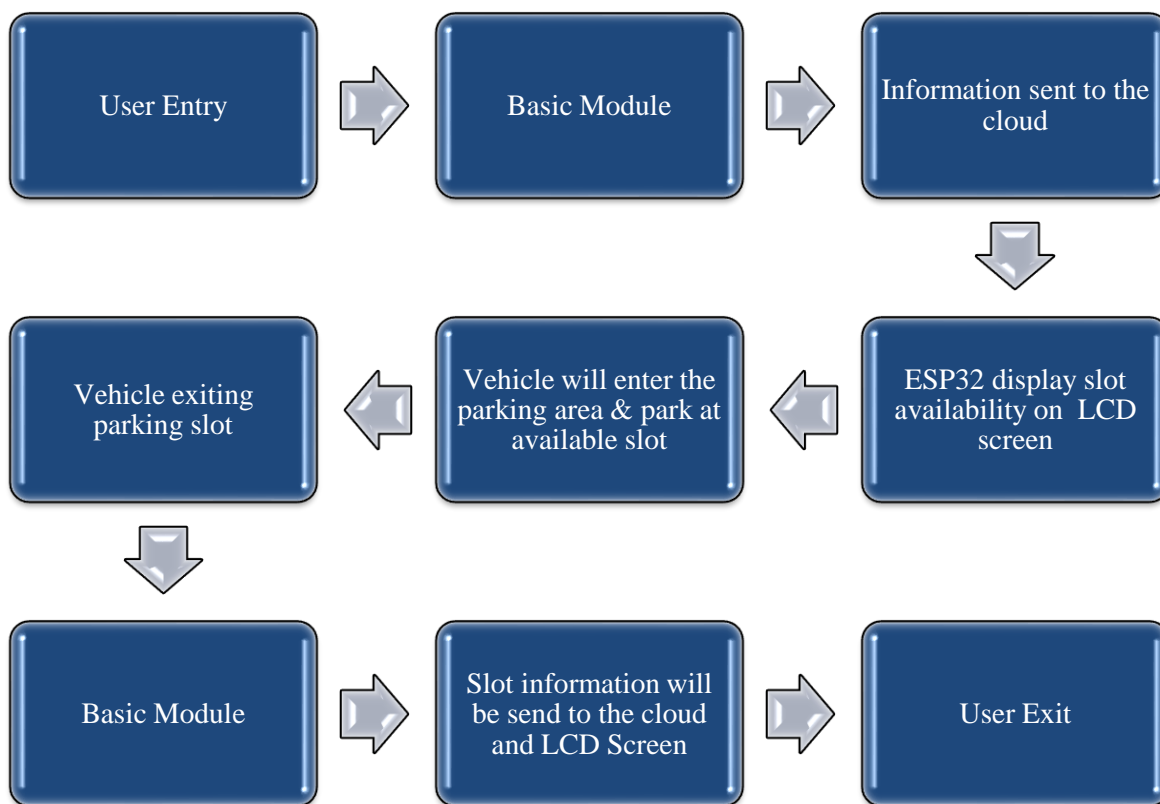 User Entry
Basic Module
Information sent to the
cloud
ESP32 display slot
availability on LCD
screen
Vehicle will enter the
parking area & park at
available slot
Vehicle exiting
parking slot
Basic Module
Slot information will
be send to the cloud
and LCD Screen
User Exit